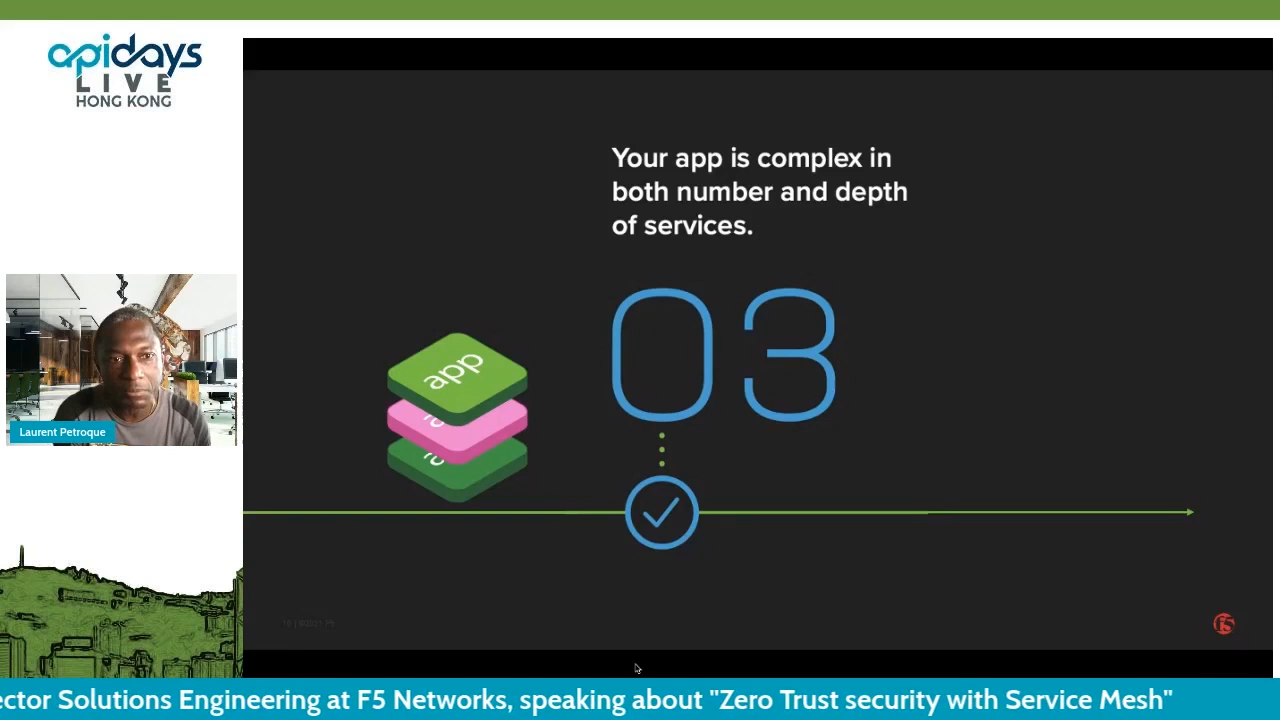 apidays
LIVE
HONG KONG
Your app is complex in
both number and depth
of services.
03
app
Laurent Petroque
F5
ector Solutions Engineering at F5 Networks, speaking about "Zero Trust security with Service Mesh"